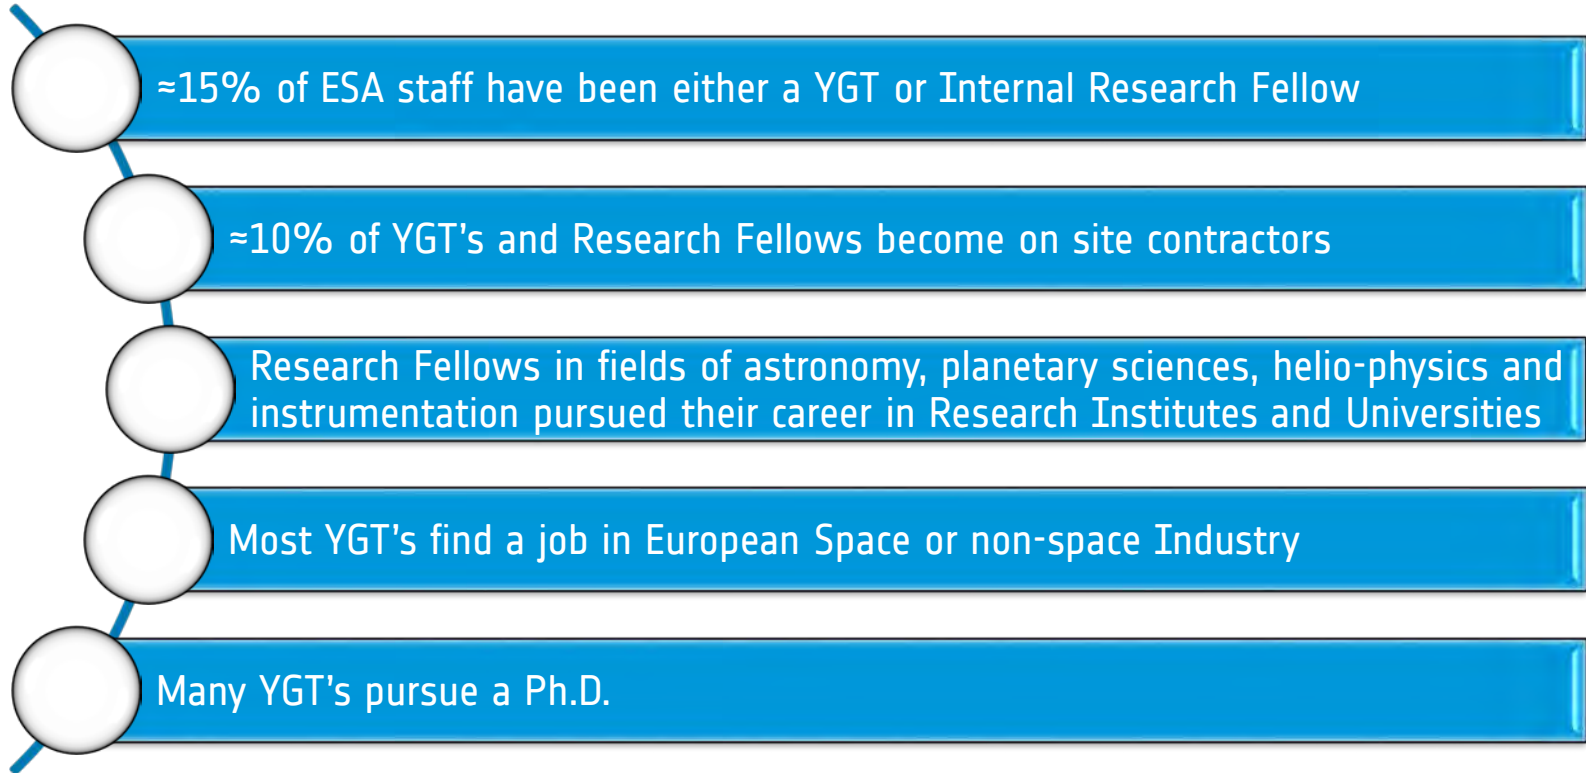 ≈15% of ESA staff have been either a YGT or Internal Research Fellow
≈10% of YGT’s and Research Fellows become on site contractors
Research Fellows in fields of astronomy, planetary sciences, helio-physics and
instrumentation pursued their career in Research Institutes and Universities
Most YGT’s find a job in European Space or non-space Industry
Many YGT’s pursue a Ph.D.